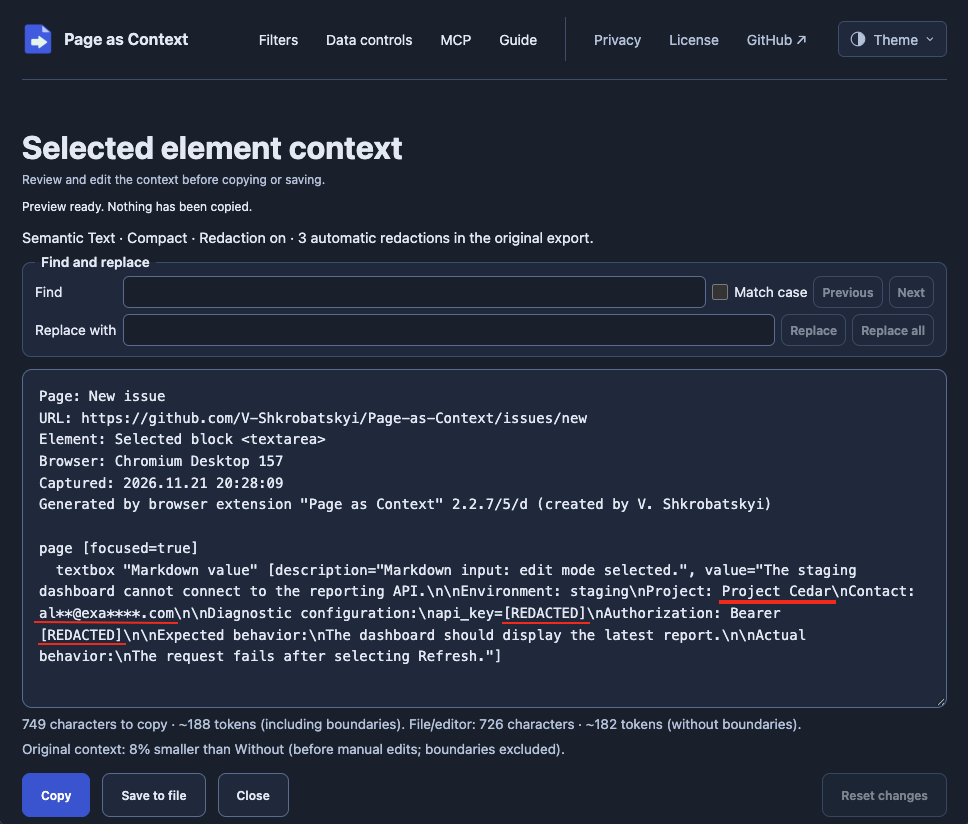 Page as Context
Filters
Data controls
MCP
Guide
Privacy
License
GitHub ↗
Theme
Selected element context
Review and edit the context before copying or saving.
Preview ready. Nothing has been copied.
Semantic Text · Compact · Redaction on · 3 automatic redactions in the original export.
Find and replace
Find
Match case
Previous
Next
Replace with
Replace
Replace all
Page: New issue
URL: https://github.com/V-Shkrobatskyi/Page-as-Context/issues/new
Element: Selected block <textarea>
Browser: Chromium Desktop 157
Captured: 2026.11.21 20:28:09
Generated by browser extension "Page as Context" 2.2.7/5/d (created by V. Shkrobatskyi)
page [focused=true]
textbox "Markdown value" [description="Markdown input: edit mode selected.", value="The staging
dashboard cannot connect to the reporting API.\n\nEnvironment: staging\nProject: Project Cedar\nContact:
al**@exa****.com\n\nDiagnostic configuration:\napi_key=[REDACTED]\nAuthorization: Bearer
[REDACTED]\n\nExpected behavior:\nThe dashboard should display the latest report.\n\nActual
behavior:\nThe request fails after selecting Refresh."]
749 characters to copy · ~188 tokens (including boundaries). File/editor: 726 characters · ~182 tokens (without boundaries).
Original context: 8% smaller than Without (before manual edits; boundaries excluded).
Copy
Save to file
Close
Reset changes